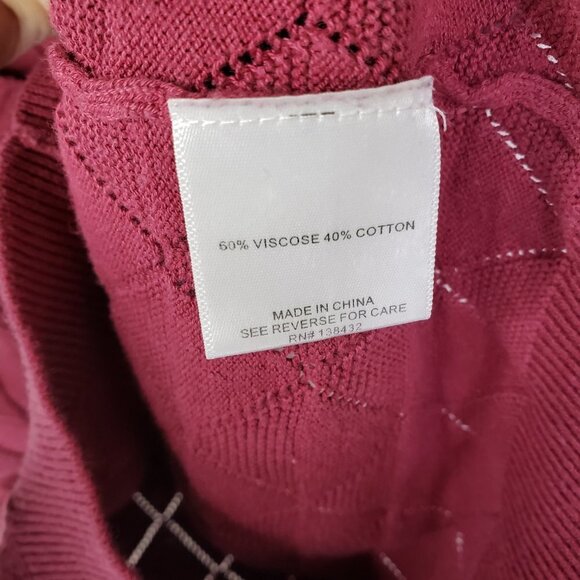 60% VISCOSE 40% COTTON
MADE IN CHINA
SEE REVERSE FOR CARE
RN# 138432